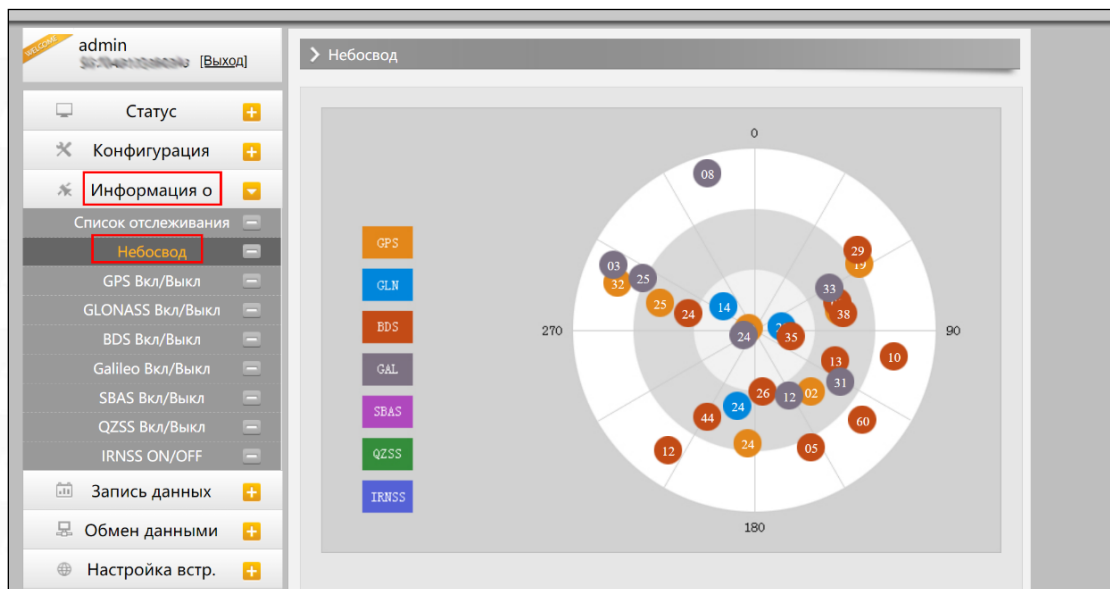 WELCOME
admin
[Выход]
Статус
Конфигурация
Информация о
Список отслеживания
Небосвод
GPS Вкл/Выкл
GLONASS Вкл/Выкл
BDS Вкл/Выкл
Galileo Вкл/Выкл
SBAS Вкл/Выкл
QZSS Вкл/Выкл
IRNSS ON/OFF
Запись данных
Обмен данными
Настройка встр.
Небосвод
GPS
GLN
BDS
GAL
SBAS
QZSS
IRNSS
0
08
29
19
03
25
32
33
25
14
38
24
270
90
24
35
13
10
31
26
12
02
24
44
60
24
05
12
180